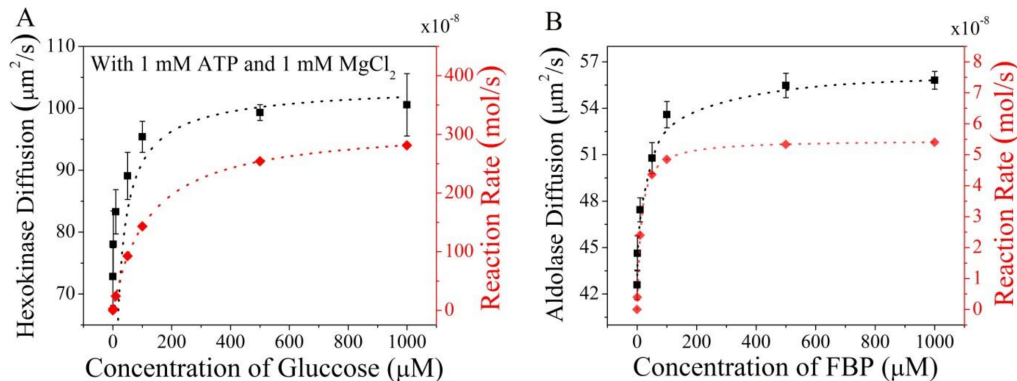 A
x10^-8
Hexokinase Diffusion (μm²/s)
110
100
90
80
70
With 1 mM ATP and 1 mM MgCl₂
400
300
200
100
0
Reaction Rate (mol/s)
0 200 400 600 800 1000
Concentration of Gluccose (μM)
B
x10^-8
Aldolase Diffusion (μm²/s)
57
54
51
48
45
42
8
7
6
5
4
3
2
1
0
Reaction Rate (mol/s)
0 200 400 600 800 1000
Concentration of FBP (μM)